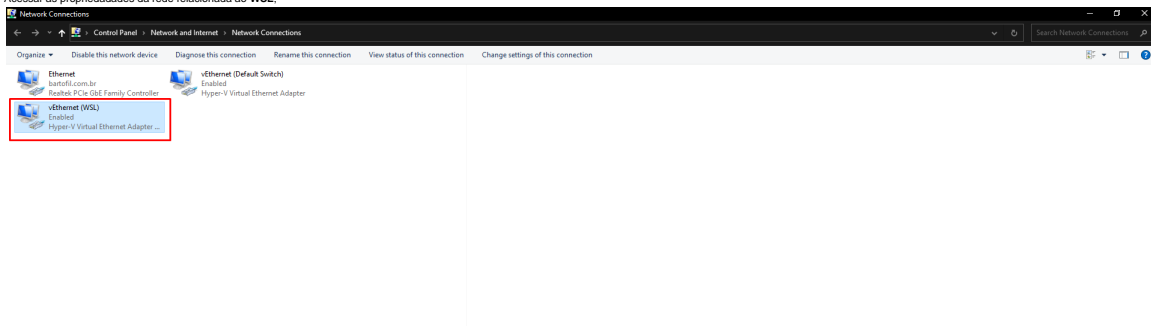 Acessar as propriedadades da rede relacionada ao WSL;
Network Connections
Control Panel › Network and Internet › Network Connections
Search Network Connections
Organize Disable this network device Diagnose this connection Rename this connection View status of this connection Change settings of this connection
Ethernet
bartofil.com.br
Realtek PCIe GbE Family Controller
vEthernet (Default Switch)
Enabled
Hyper-V Virtual Ethernet Adapter
vEthernet (WSL)
Enabled
Hyper-V Virtual Ethernet Adapter ...